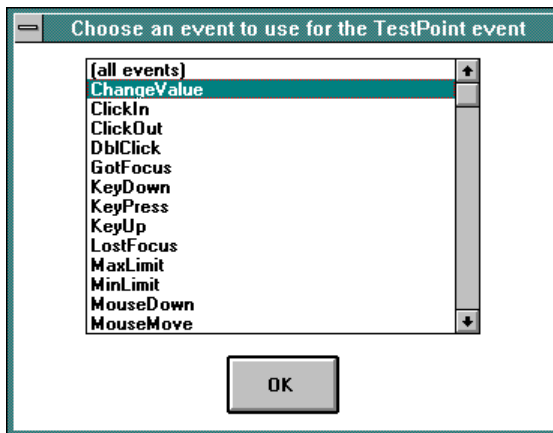 Choose an event to use for the TestPoint event
(all events)
ChangeValue
ClickIn
ClickOut
DblClick
GotFocus
KeyDown
KeyPress
KeyUp
LostFocus
MaxLimit
MinLimit
MouseDown
MouseMove
OK